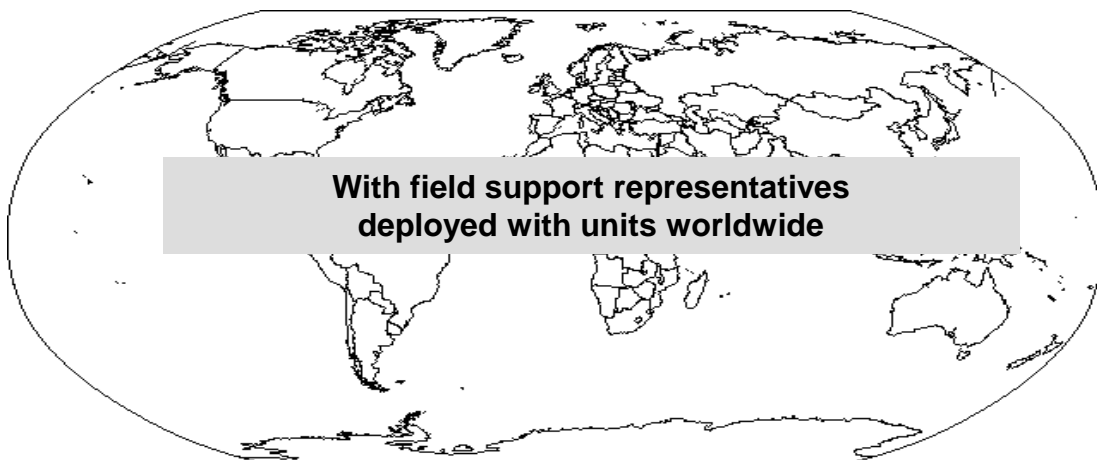 With field support representatives
deployed with units worldwide